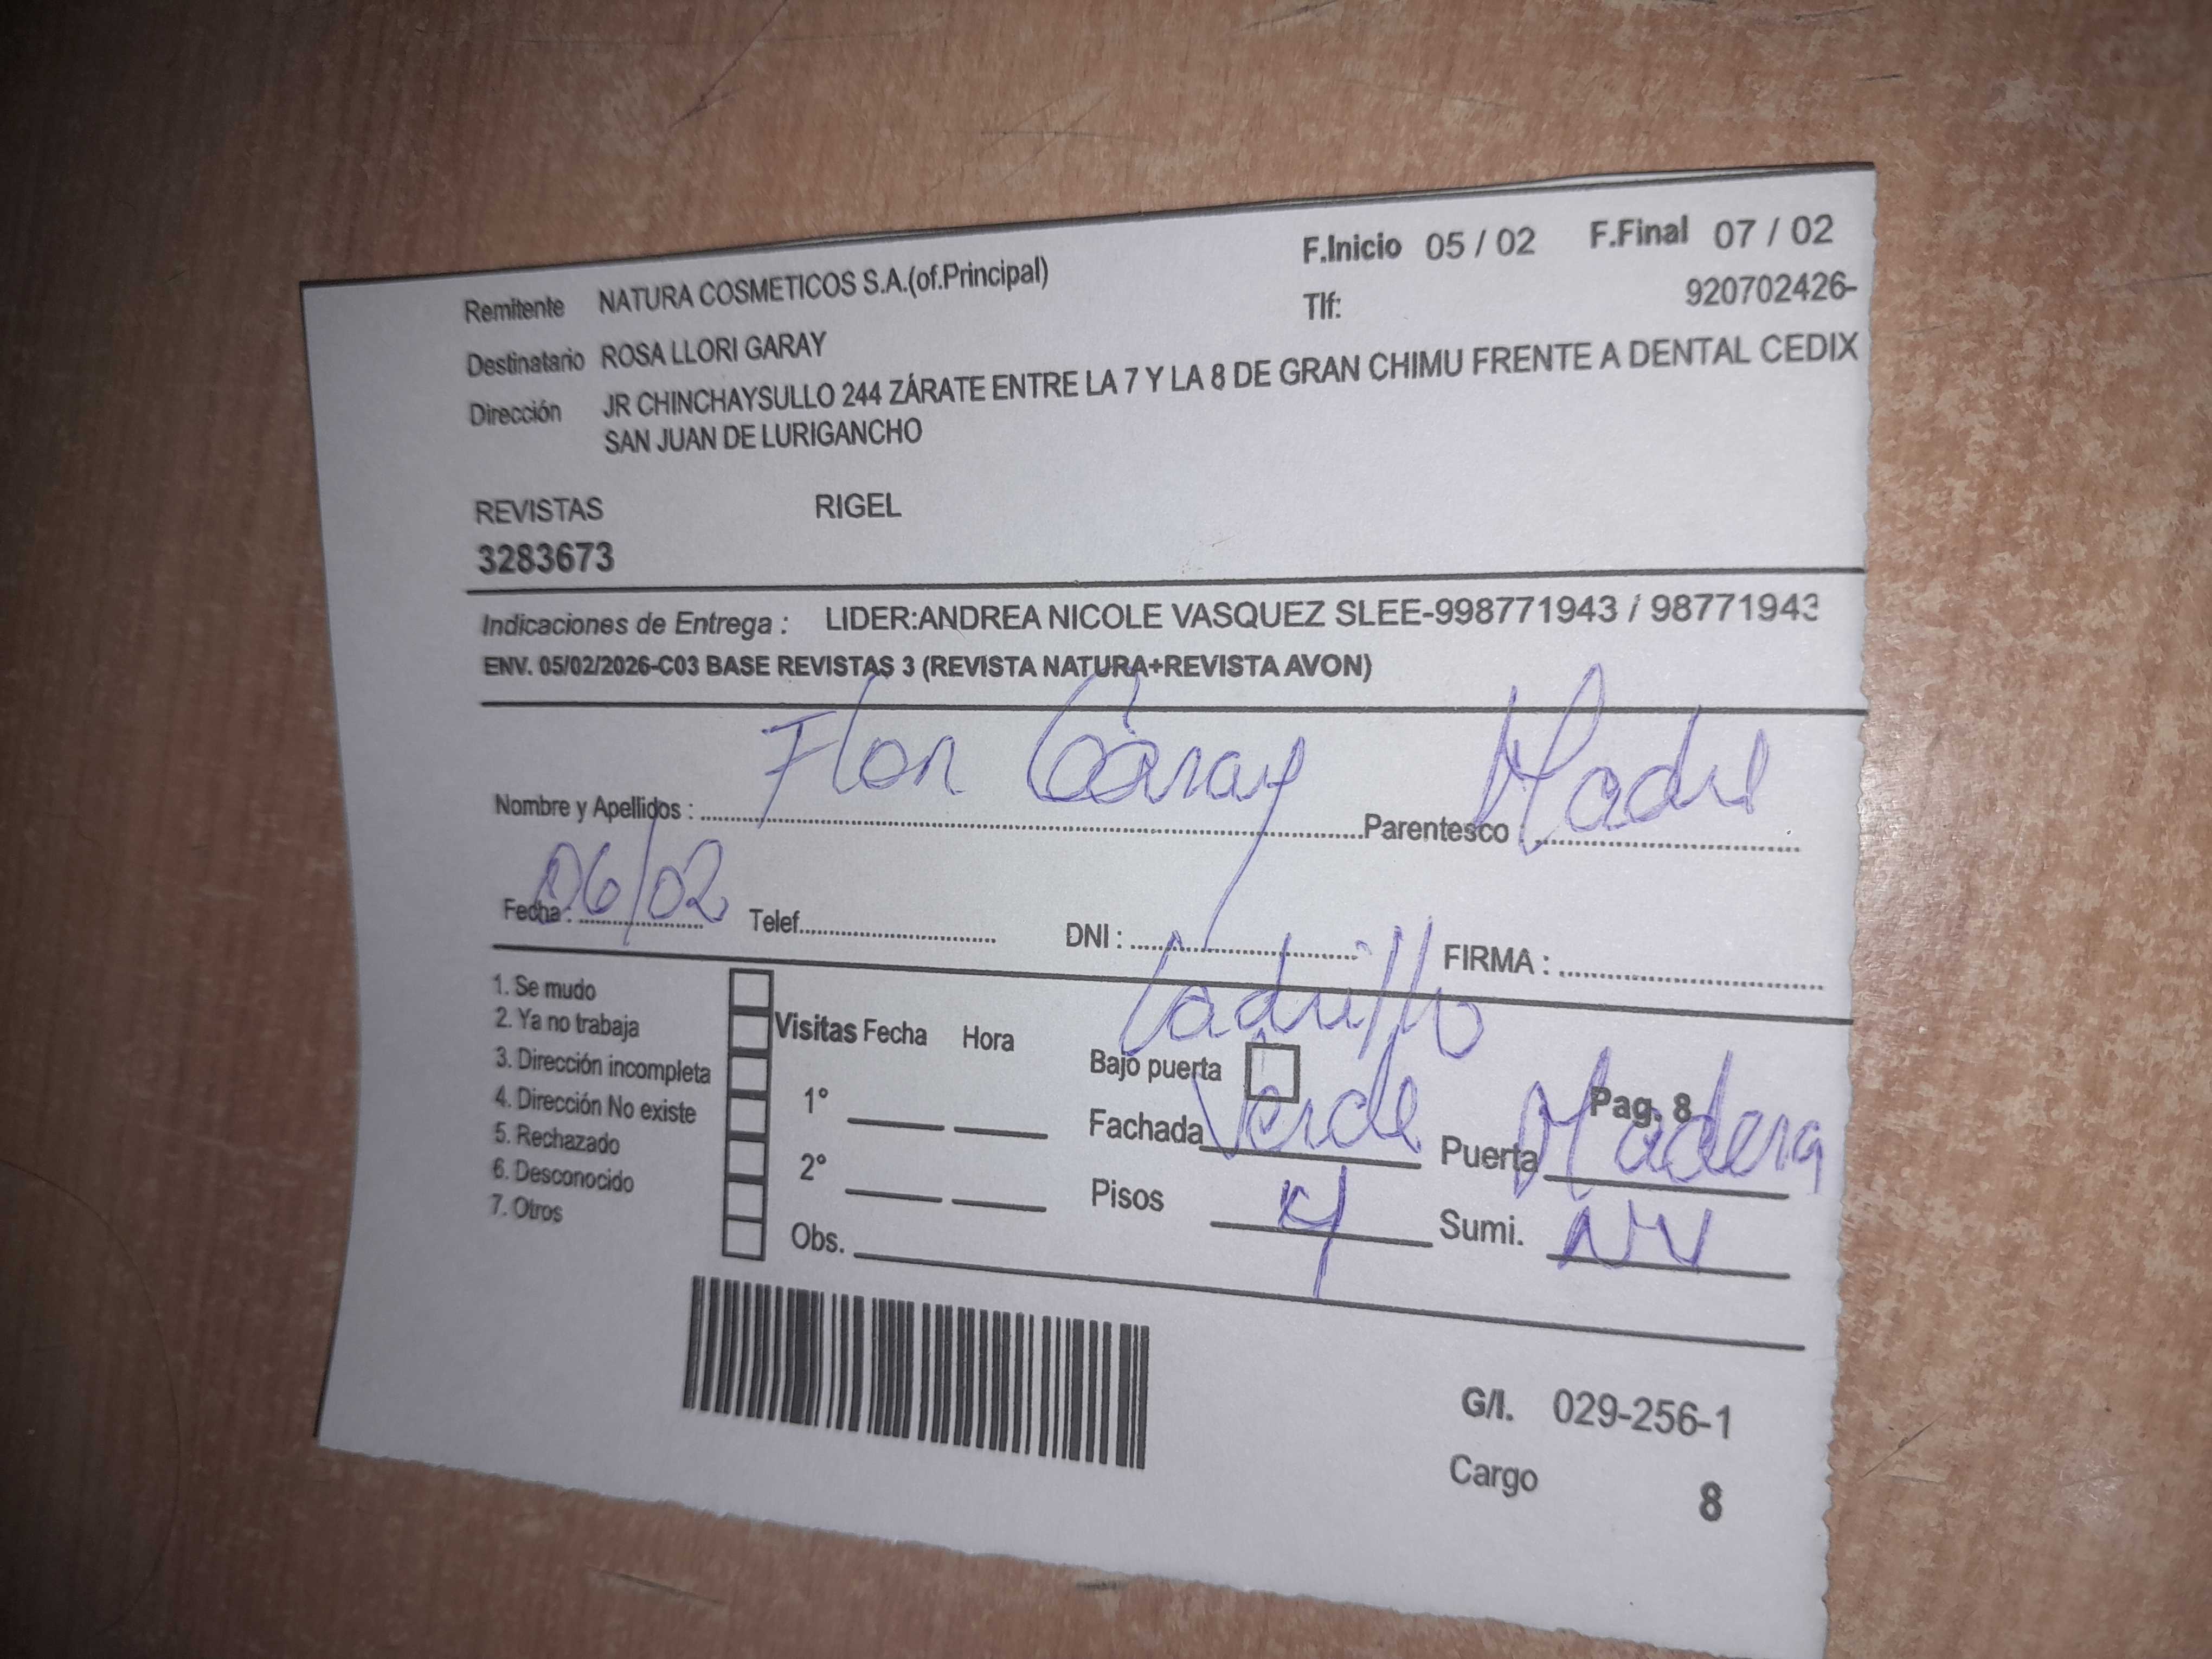 F.Inicio 05 / 02 F.Final 07 / 02
Remitente NATURA COSMETICOS S.A.(of.Principal)
Tlf: 920702426-
Destinatario ROSA LLORI GARAY
Dirección JR CHINCHAYSULLO 244 ZÁRATE ENTRE LA 7 Y LA 8 DE GRAN CHIMU FRENTE A DENTAL CEDIX
SAN JUAN DE LURIGANCHO
REVISTAS RIGEL
3283673
Indicaciones de Entrega : LIDER:ANDREA NICOLE VASQUEZ SLEE-998771943 / 98771943
ENV. 05/02/2026-C03 BASE REVISTAS 3 (REVISTA NATURA+REVISTA AVON)
Nombre y Apellidos : Flor Garay Parentesco : Madre
Fecha : 06/02 Telef. DNI : FIRMA :
1. Se mudo
2. Ya no trabaja
3. Dirección incompleta
4. Dirección No existe
5. Rechazado
6. Desconocido
7. Otros
Visitas Fecha Hora
1°
2°
Obs.
Ladrillo
Bajo puerta
Pag. 8
Fachada Verde Puerta Madera
Pisos 4 Sumi. NV
G/I. 029-256-1
Cargo 8